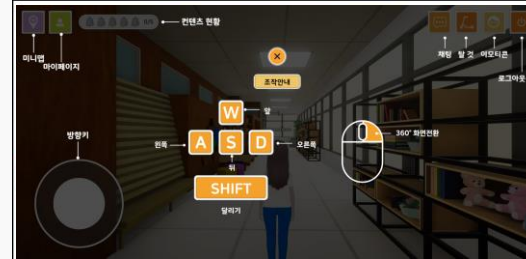 컨텐츠 현황
미니맵
마이페이지
채팅
탈 것
이모티콘
로그아웃
조작안내
방향키
W
앞
왼쪽
A
S
D
오른쪽
360° 화면전환
뒤
SHIFT
달리기